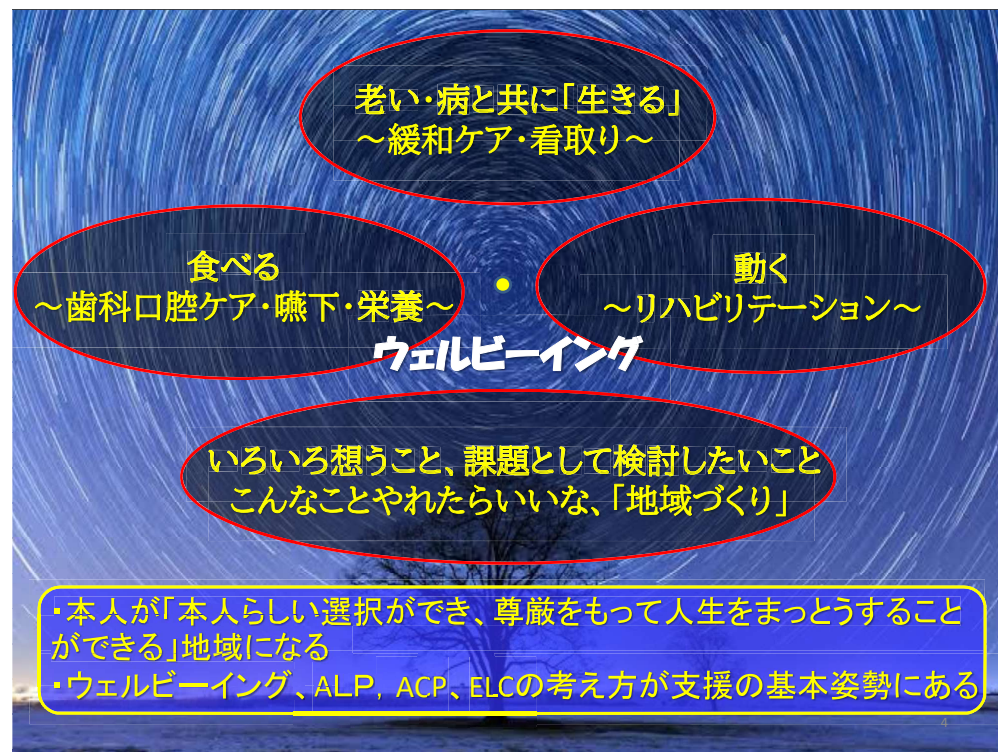 老い・病と共に「生きる」
～緩和ケア・看取り～
食べる
～歯科口腔ケア・嚥下・栄養～
動く
～リハビリテーション～
ウェルビーイング
いろいろ想うこと、課題として検討したいこと
こんなことやれたらいいな、「地域づくり」
・本人が「本人らしい選択ができ、尊厳をもって人生をまっとうすること
ができる」地域になる
・ウェルビーイング、ALP, ACP、ELCの考え方が支援の基本姿勢にある
4